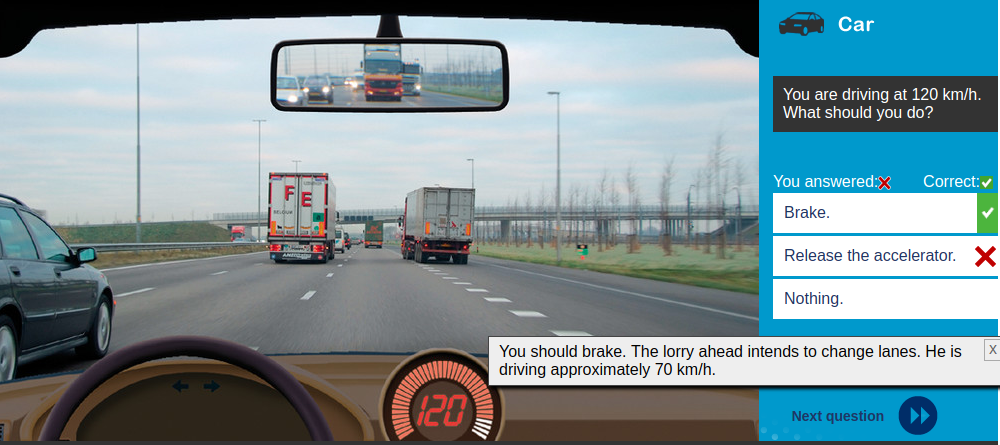 Car
You are driving at 120 km/h.
What should you do?
You answered: Correct:
Brake.
Release the accelerator.
Nothing.
You should brake. The lorry ahead intends to change lanes. He is
driving approximately 70 km/h.
X
Next question
F
E
BELGIUM
120